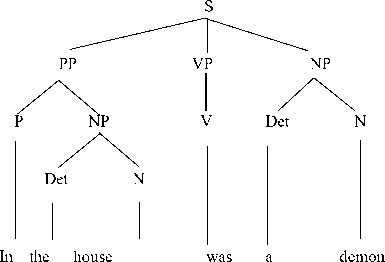 S
PP VP NP
P NP V Det N
Det N
In the house was a demon